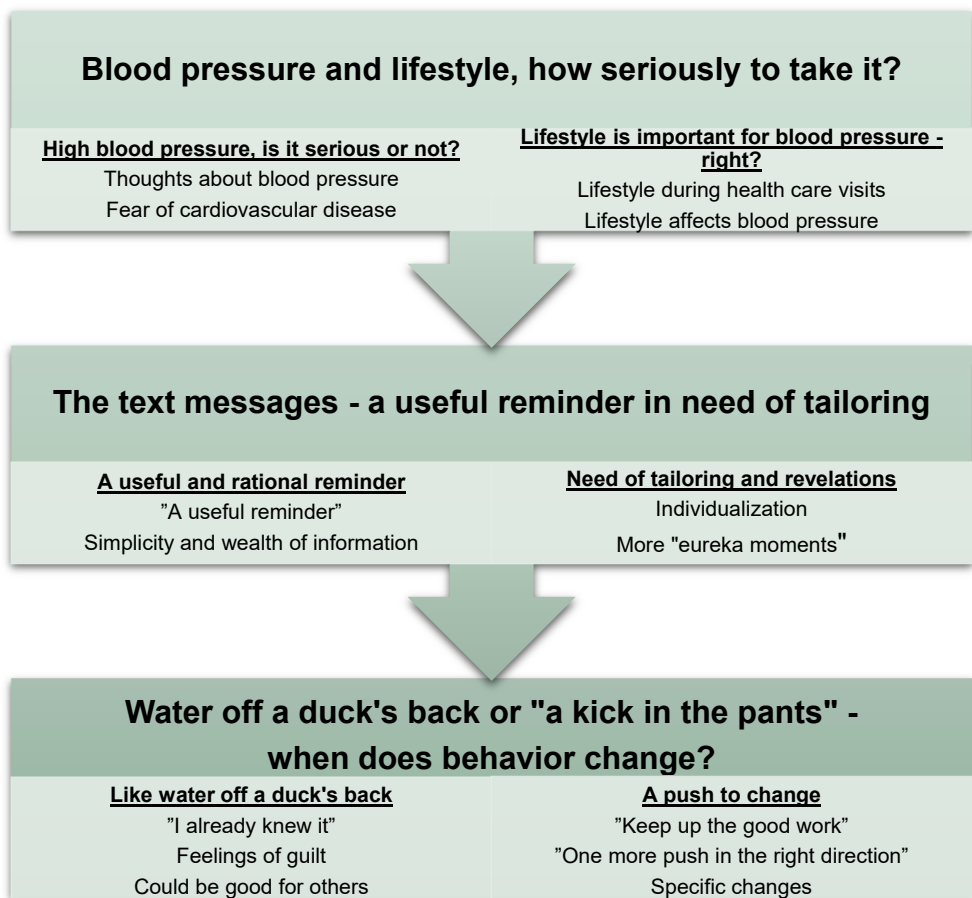 Blood pressure and lifestyle, how seriously to take it?
High blood pressure, is it serious or not?
Thoughts about blood pressure
Fear of cardiovascular disease
Lifestyle is important for blood pressure -
right?
Lifestyle during health care visits
Lifestyle affects blood pressure
The text messages - a useful reminder in need of tailoring
A useful and rational reminder
”A useful reminder”
Simplicity and wealth of information
Need of tailoring and revelations
Individualization
More "eureka moments"
Water off a duck's back or "a kick in the pants" -
when does behavior change?
Like water off a duck's back
”I already knew it”
Feelings of guilt
Could be good for others
A push to change
”Keep up the good work”
”One more push in the right direction”
Specific changes